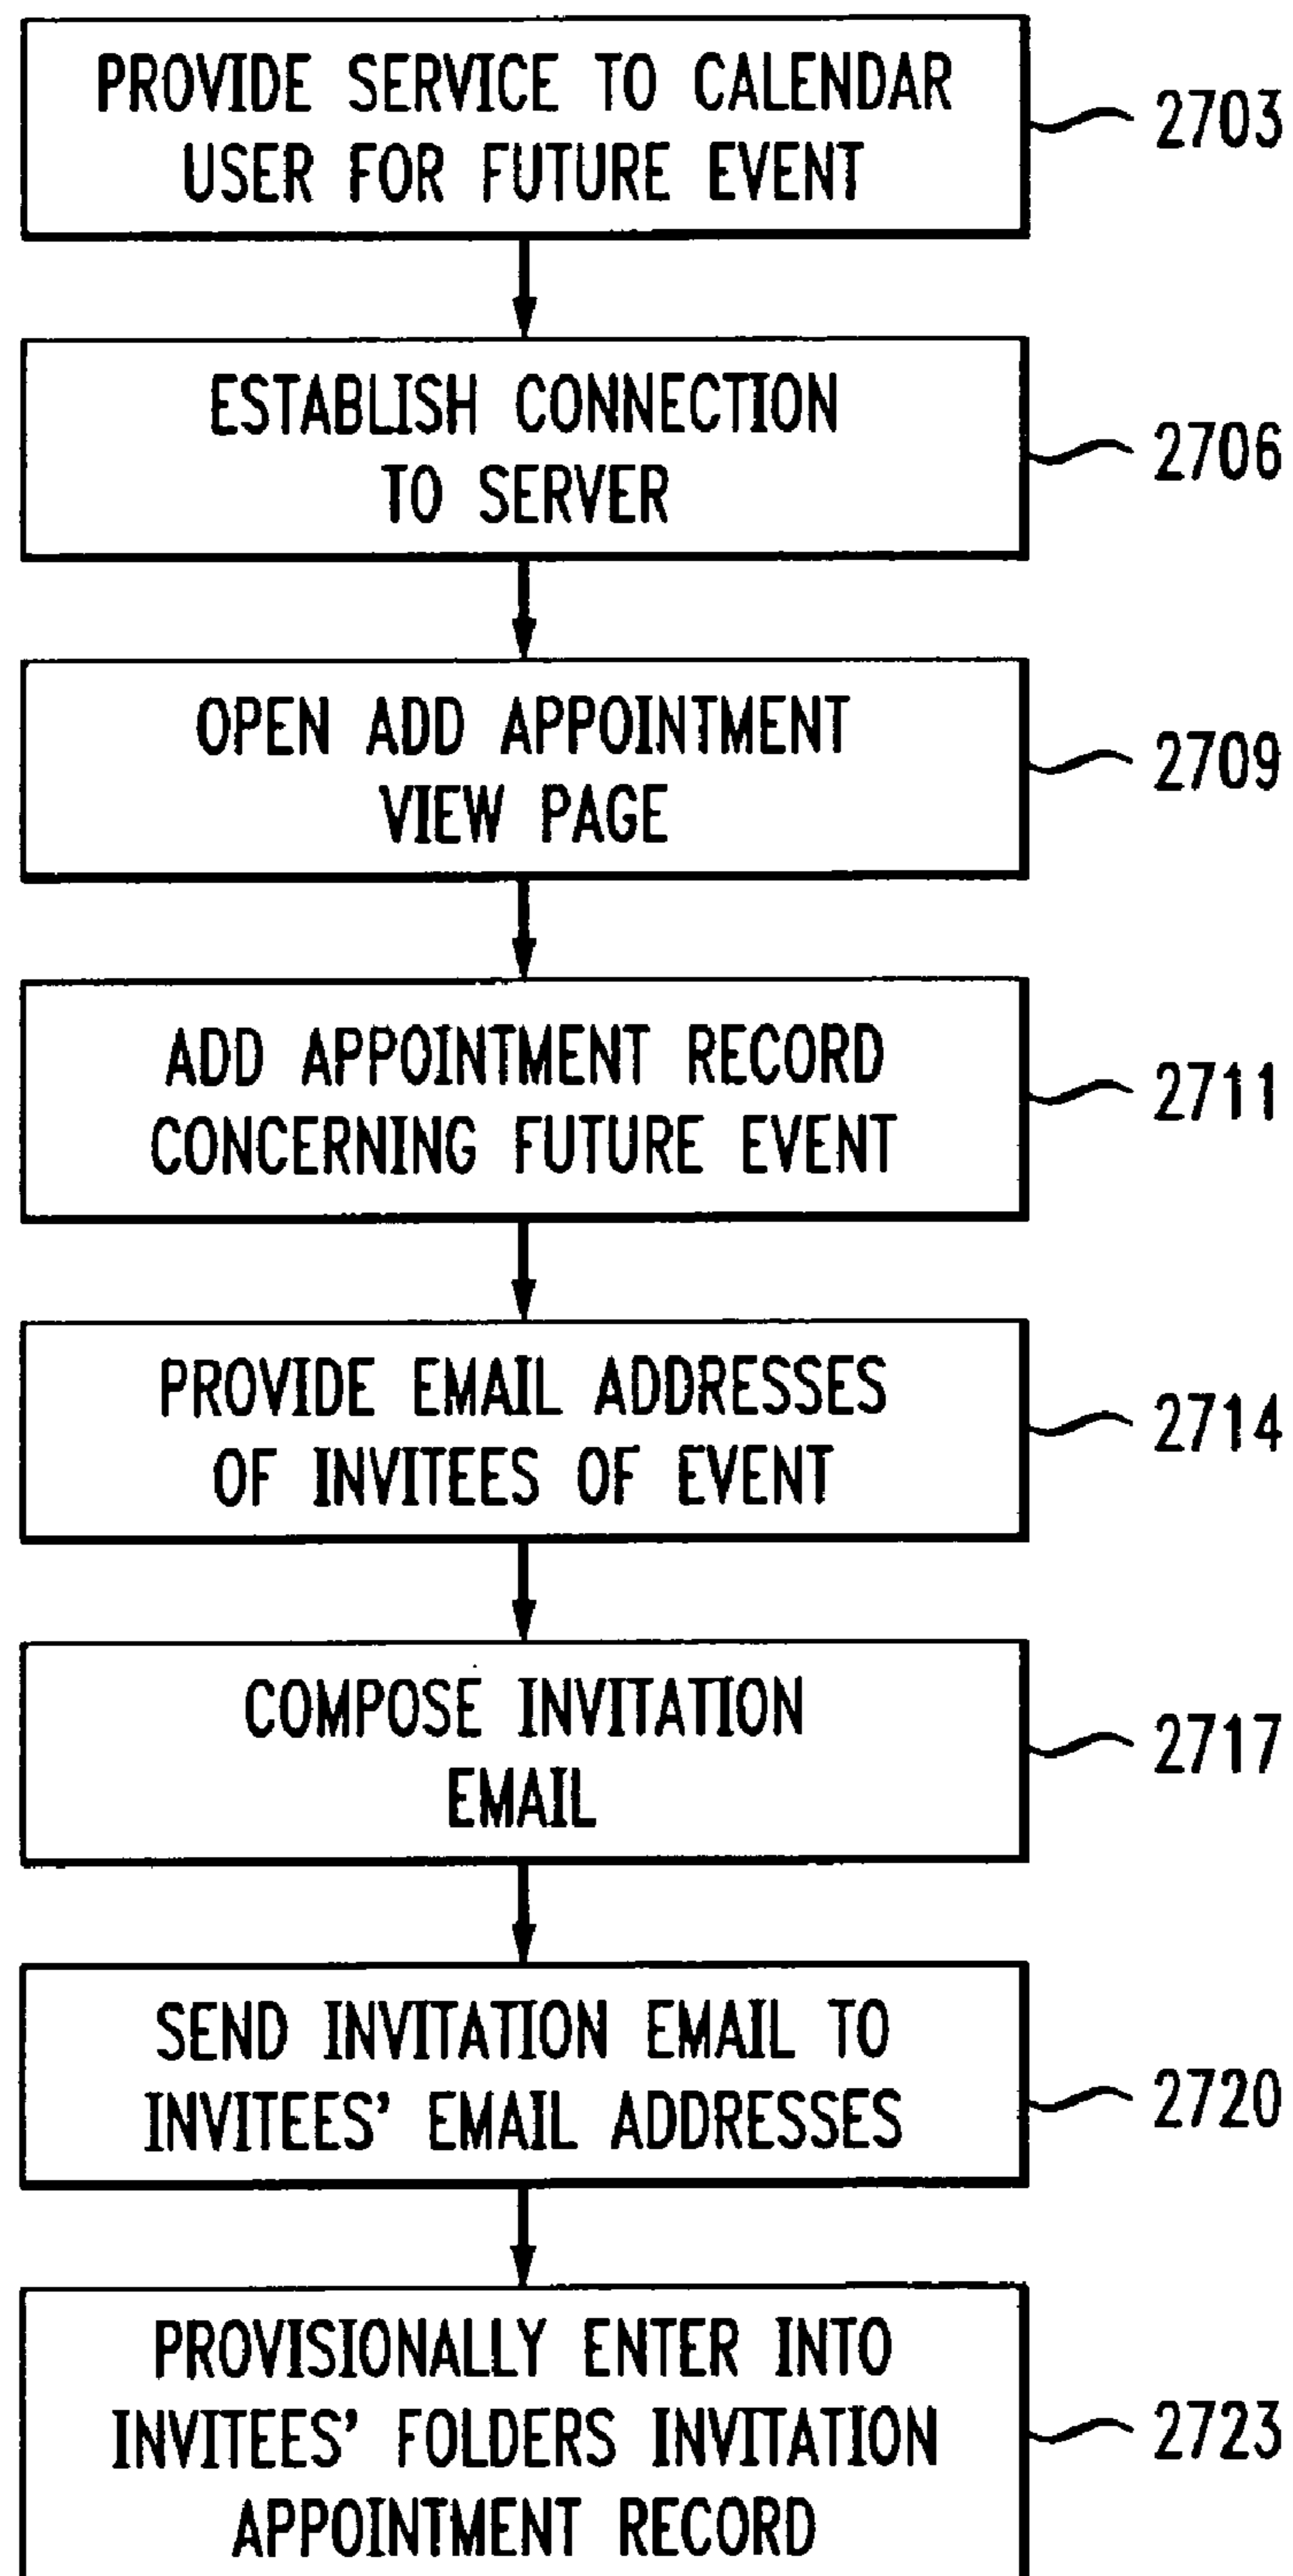 PROVIDE SERVICE TO CALENDAR
USER FOR FUTURE EVENT
2703
ESTABLISH CONNECTION
TO SERVER
2706
OPEN ADD APPOINTMENT
VIEW PAGE
2709
ADD APPOINTMENT RECORD
CONCERNING FUTURE EVENT
2711
PROVIDE EMAIL ADDRESSES
OF INVITEES OF EVENT
2714
COMPOSE INVITATION
EMAIL
2717
SEND INVITATION EMAIL TO
INVITEES' EMAIL ADDRESSES
2720
PROVISIONALLY ENTER INTO
INVITEES' FOLDERS INVITATION
APPOINTMENT RECORD
2723